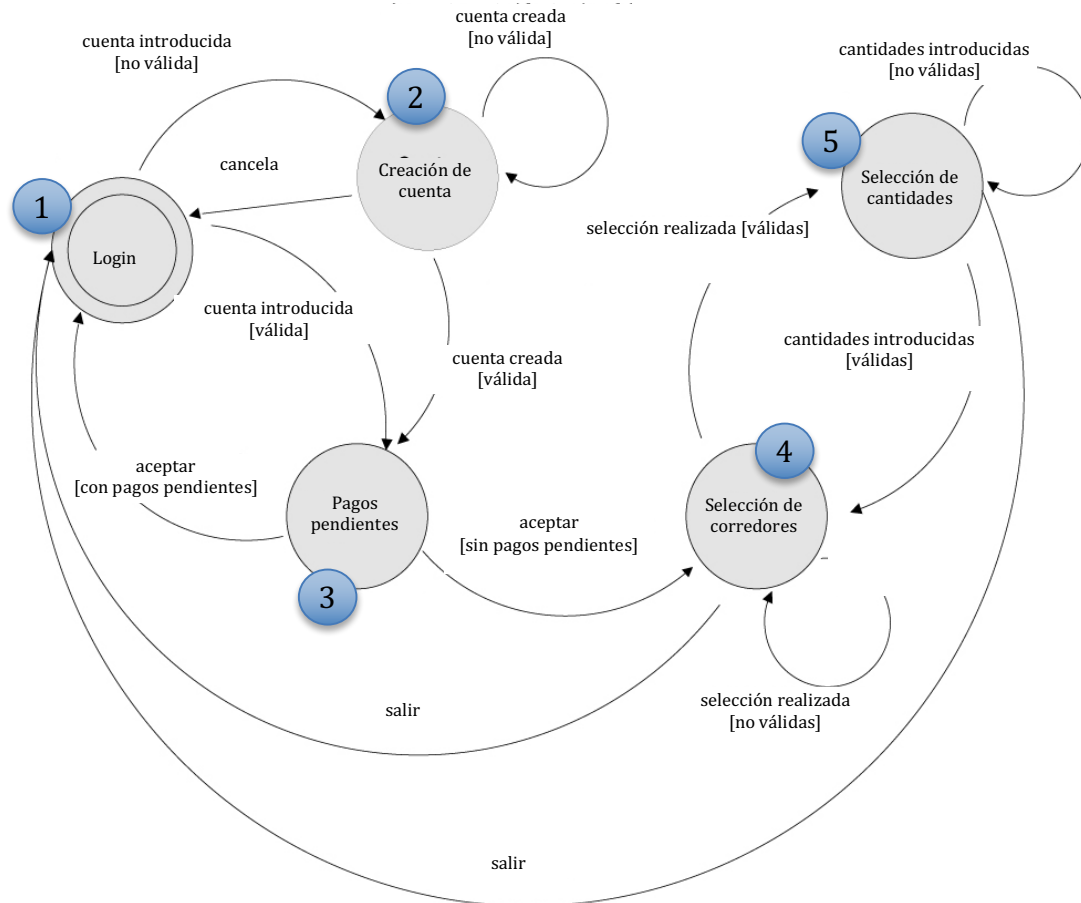 cuenta creada
[no válida]
cuenta introducida
[no válida]
cantidades introducidas
[no válidas]
2
5
cancela
Creación de
cuenta
Selección de
cantidades
1
selección realizada [válidas]
Login
cuenta introducida
[válida]
cantidades introducidas
[válidas]
cuenta creada
[válida]
4
aceptar
[con pagos pendientes]
Pagos
pendientes
Selección de
corredores
aceptar
[sin pagos pendientes]
3
selección realizada
[no válidas]
salir
salir